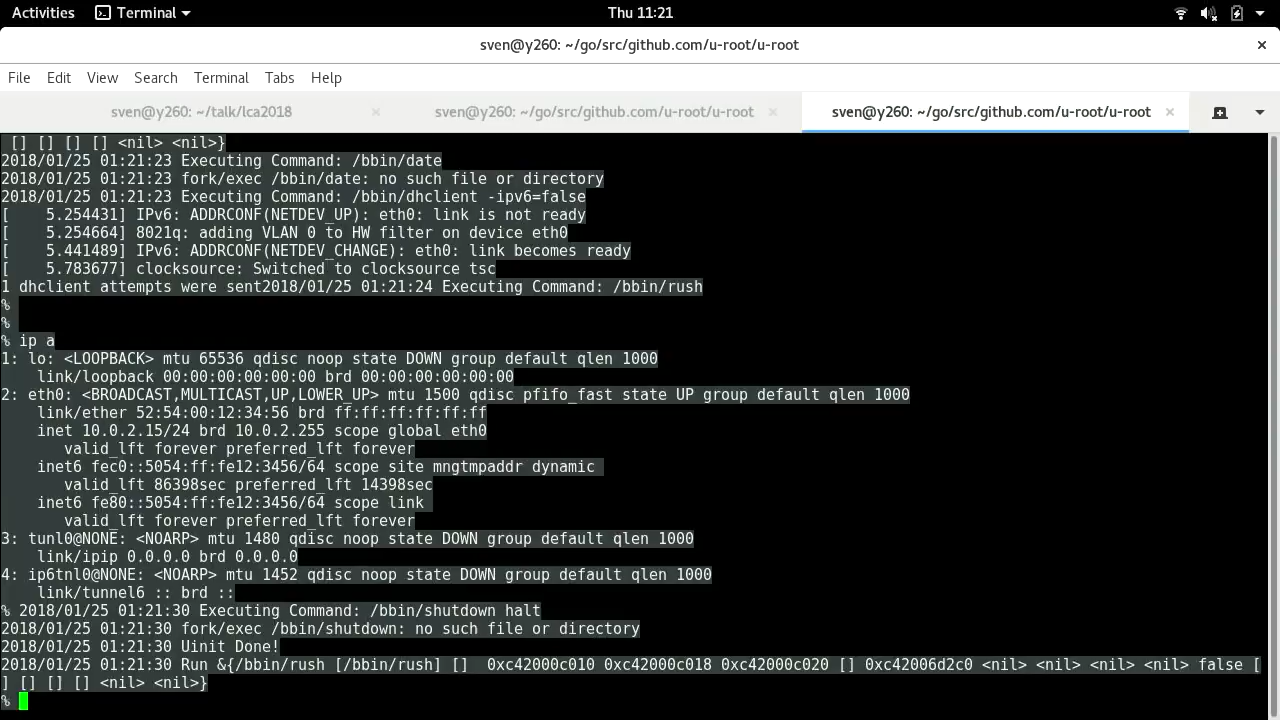 Activities Terminal Thu 11:21
sven@y260: ~/go/src/github.com/u-root/u-root
File Edit View Search Terminal Tabs Help
sven@y260: ~/talk/lca2018 × sven@y260: ~/go/src/github.com/u-root/u-root × sven@y260: ~/go/src/github.com/u-root/u-root ×
[] [] [] [] <nil> <nil>}
2018/01/25 01:21:23 Executing Command: /bbin/date
2018/01/25 01:21:23 fork/exec /bbin/date: no such file or directory
2018/01/25 01:21:23 Executing Command: /bbin/dhclient -ipv6=false
[    5.254431] IPv6: ADDRCONF(NETDEV_UP): eth0: link is not ready
[    5.254664] 8021q: adding VLAN 0 to HW filter on device eth0
[    5.441489] IPv6: ADDRCONF(NETDEV_CHANGE): eth0: link becomes ready
[    5.783677] clocksource: Switched to clocksource tsc
1 dhclient attempts were sent2018/01/25 01:21:24 Executing Command: /bbin/rush
%
%
% ip a
1: lo: <LOOPBACK> mtu 65536 qdisc noop state DOWN group default qlen 1000
    link/loopback 00:00:00:00:00:00 brd 00:00:00:00:00:00
2: eth0: <BROADCAST,MULTICAST,UP,LOWER_UP> mtu 1500 qdisc pfifo_fast state UP group default qlen 1000
    link/ether 52:54:00:12:34:56 brd ff:ff:ff:ff:ff:ff
    inet 10.0.2.15/24 brd 10.0.2.255 scope global eth0
       valid_lft forever preferred_lft forever
    inet6 fec0::5054:ff:fe12:3456/64 scope site mngtmpaddr dynamic
       valid_lft 86398sec preferred_lft 14398sec
    inet6 fe80::5054:ff:fe12:3456/64 scope link
       valid_lft forever preferred_lft forever
3: tunl0@NONE: <NOARP> mtu 1480 qdisc noop state DOWN group default qlen 1000
    link/ipip 0.0.0.0 brd 0.0.0.0
4: ip6tnl0@NONE: <NOARP> mtu 1452 qdisc noop state DOWN group default qlen 1000
    link/tunnel6 :: brd ::
% 2018/01/25 01:21:30 Executing Command: /bbin/shutdown halt
2018/01/25 01:21:30 fork/exec /bbin/shutdown: no such file or directory
2018/01/25 01:21:30 Uinit Done!
2018/01/25 01:21:30 Run &{/bbin/rush [/bbin/rush] []  0xc42000c010 0xc42000c018 0xc42000c020 [] 0xc42006d2c0 <nil> <nil> <nil> <nil> false [
] [] [] [] <nil> <nil>}
%